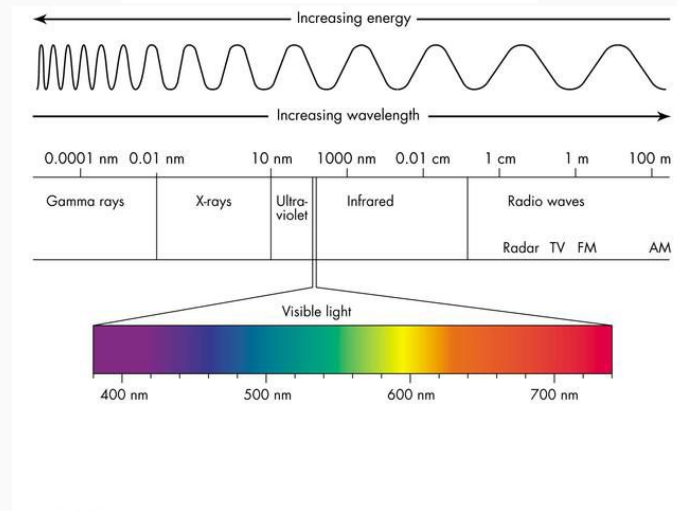 Increasing energy
Increasing wavelength
0.0001 nm 0.01 nm 10 nm 1000 nm 0.01 cm 1 cm 1 m 100 m
Gamma rays X-rays Ultra-
violet Infrared Radio waves
Radar TV FM AM
Visible light
400 nm 500 nm 600 nm 700 nm